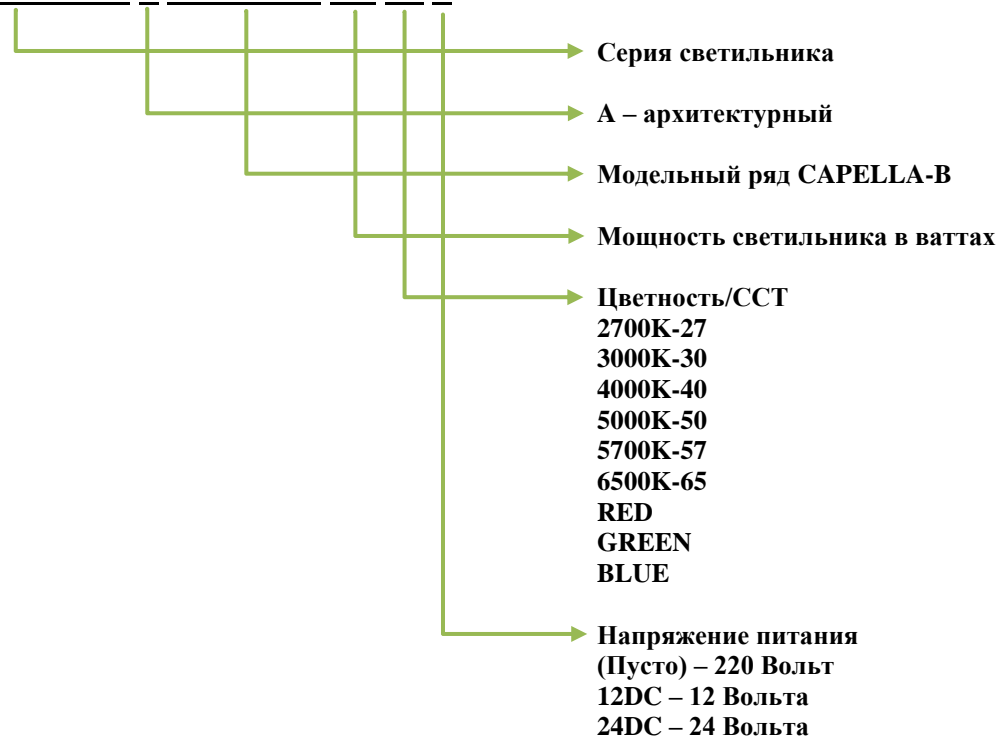 Серия светильника
А – архитектурный
Модельный ряд CAPELLA-B
Мощность светильника в ваттах
Цветность/ССТ
2700К-27
3000К-30
4000К-40
5000К-50
5700К-57
6500К-65
RED
GREEN
BLUE
Напряжение питания
(Пусто) – 220 Вольт
12DC – 12 Вольта
24DC – 24 Вольта